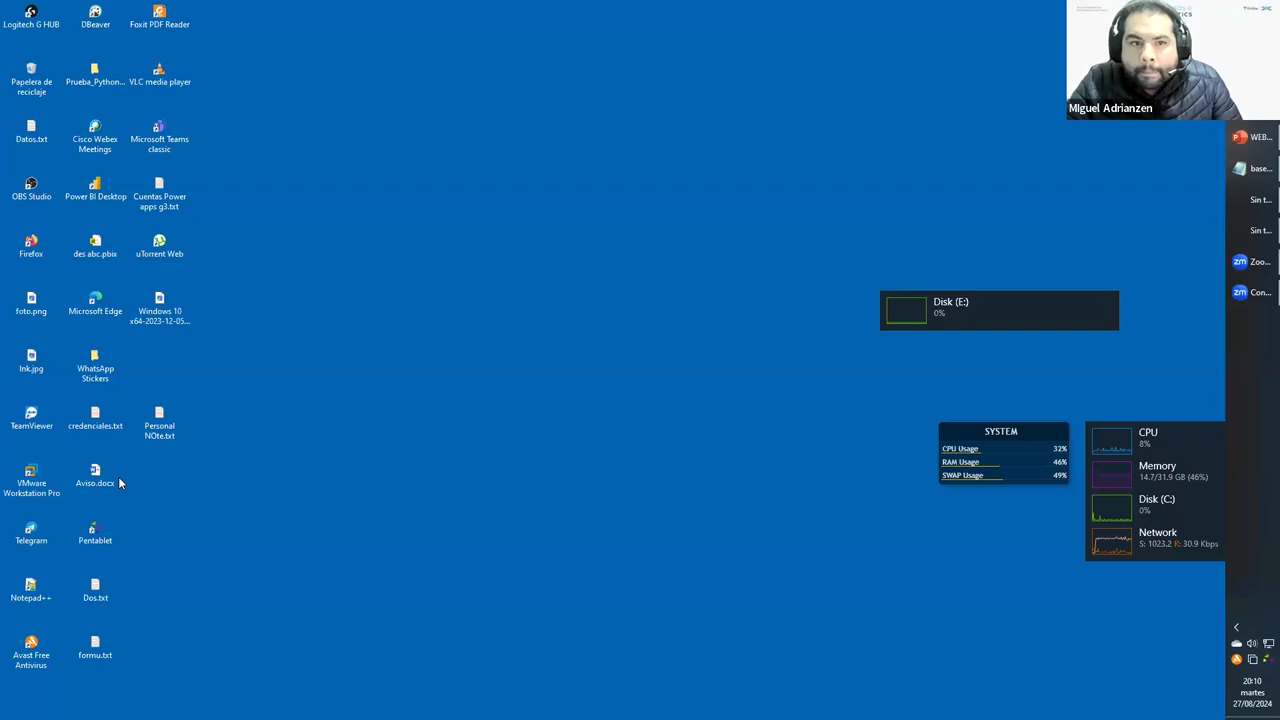 Logitech G HUB
DBeaver
Foxit PDF Reader
Papelera de
reciclaje
Prueba_Python...
VLC media player
Datos.txt
Cisco Webex
Meetings
Microsoft Teams
classic
OBS Studio
Power BI Desktop
Cuentas Power
apps g3.txt
Firefox
des abc.pbix
uTorrent Web
foto.png
Microsoft Edge
Windows 10
x64-2023-12-05...
Ink.jpg
WhatsApp
Stickers
TeamViewer
credenciales.txt
Personal
NOte.txt
VMware
Workstation Pro
Aviso.docx
Telegram
Pentablet
Notepad++
Dos.txt
Avast Free
Antivirus
formu.txt
MIguel Adrianzen
WEB...
base...
Sin t...
Sin t...
Zoo...
Con...
Disk (E:)
0%
SYSTEM
CPU Usage 32%
RAM Usage 46%
SWAP Usage 49%
CPU
8%
Memory
14.7/31.9 GB (46%)
Disk (C:)
0%
Network
S: 1023.2 R: 30.9 Kbps
20:10
martes
27/08/2024